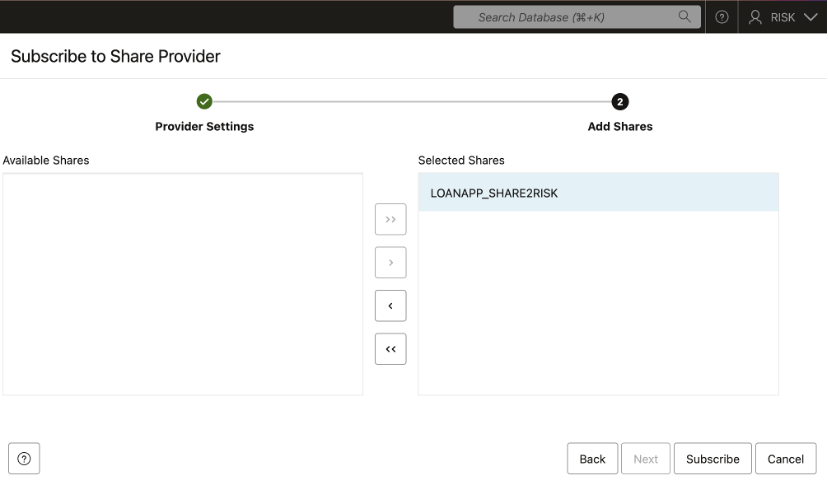 Search Database (⌘+K)
RISK
Subscribe to Share Provider
2
Provider Settings
Add Shares
Available Shares
Selected Shares
LOANAPP_SHARE2RISK
>>
>
<
<<
?
Back
Next
Subscribe
Cancel